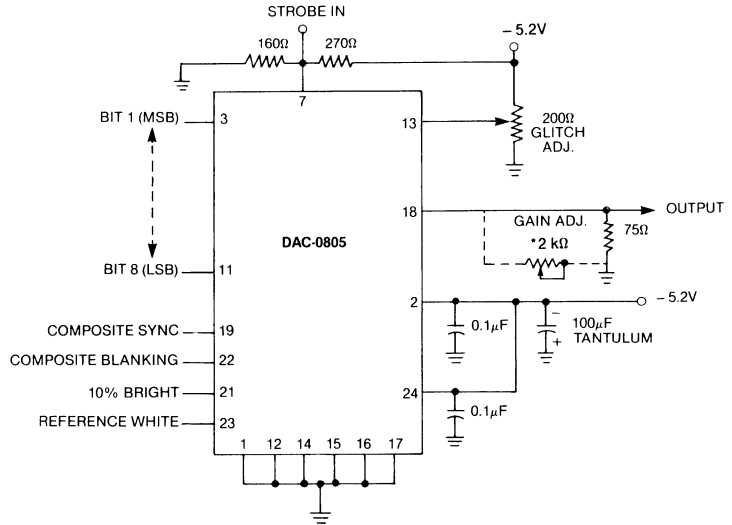 STROBE IN
160Ω
270Ω
– 5.2V
7
BIT 1 (MSB)
3
13
200Ω
GLITCH
ADJ.
18
OUTPUT
GAIN ADJ.
*2 kΩ
75Ω
DAC-0805
BIT 8 (LSB)
11
2
– 5.2V
0.1μF
–
100μF
+
TANTULUM
COMPOSITE SYNC
19
COMPOSITE BLANKING
22
10% BRIGHT
21
24
0.1μF
REFERENCE WHITE
23
1
12
14
15
16
17